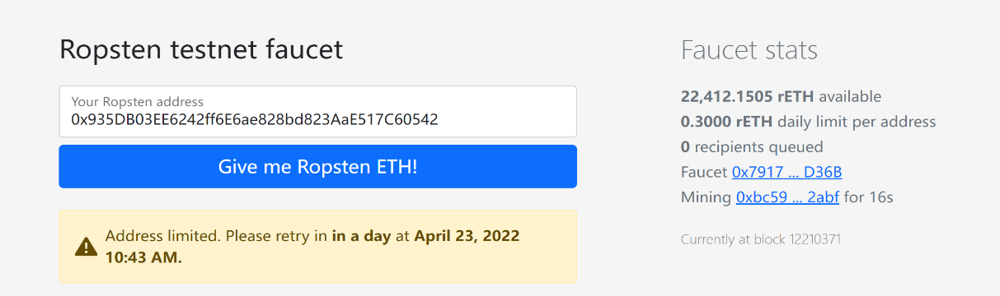 Ropsten testnet faucet
Your Ropsten address
0x935DB03EE6242ff6E6ae828bd823AaE517C60542
Give me Ropsten ETH!
Address limited. Please retry in in a day at April 23, 2022
10:43 AM.
Faucet stats
22,412.1505 rETH available
0.3000 rETH daily limit per address
0 recipients queued
Faucet 0x7917 ... D36B
Mining 0xbc59 ... 2abf for 16s
Currently at block 12210371